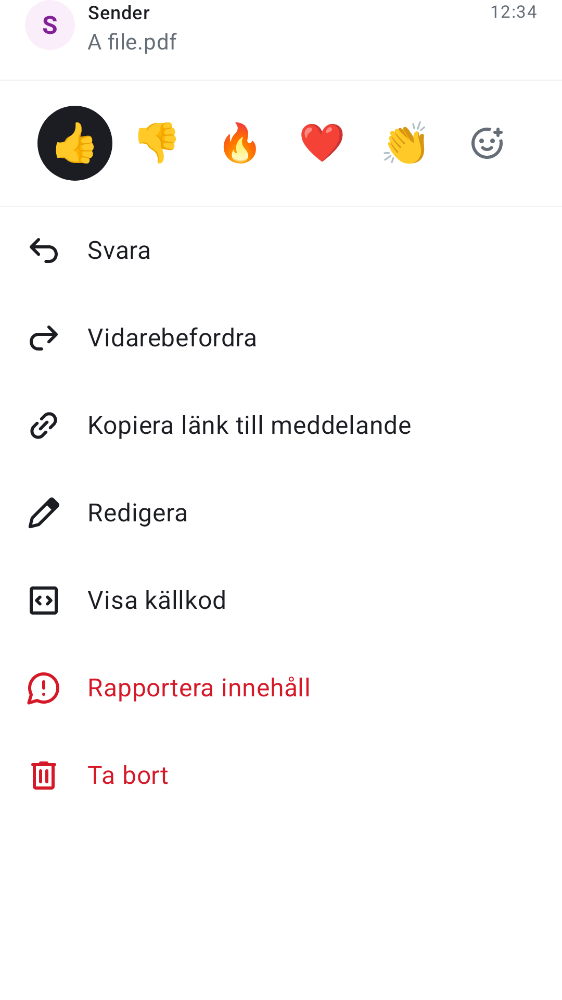 S
Sender
12:34
A file.pdf
Svara
Vidarebefordra
Kopiera länk till meddelande
Redigera
Visa källkod
Rapportera innehåll
Ta bort